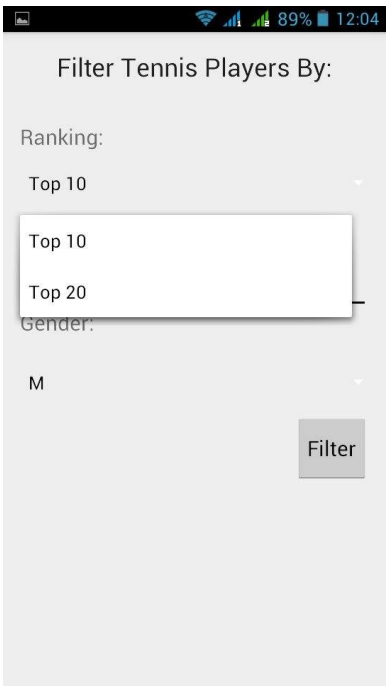 89% 12:04
Filter Tennis Players By:
Ranking:
Top 10
Top 10
Top 20
Gender:
M
Filter